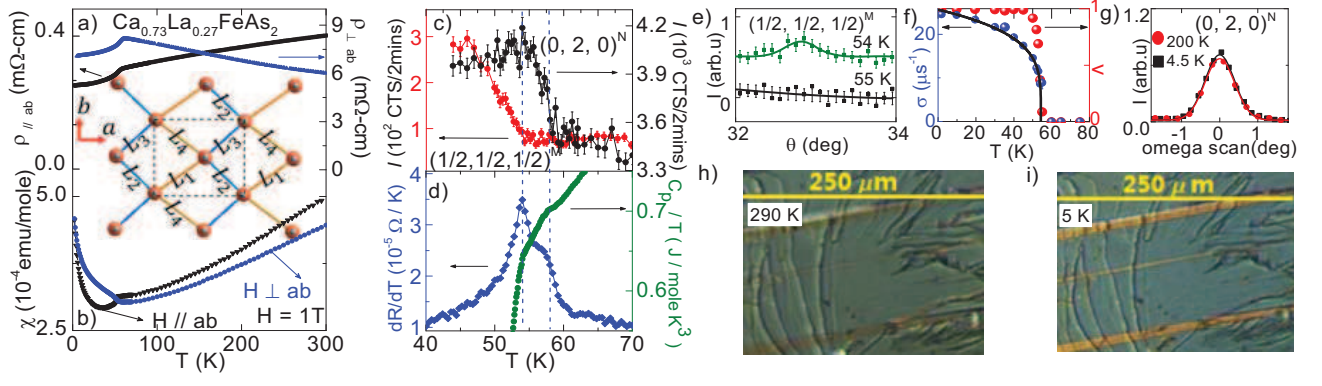 a) Ca0.73La0.27FeAs2
0.4
0.0
ρ// ab (mΩ-cm)
9
6
3
0
ρ⊥ ab (mΩ-cm)
b
a
L2
L3
L4
L1
L2
L3
L4
L2
L1
L4
5.0
2.5
χ (10-4emu/mole)
H ⊥ ab
b)
H // ab
H = 1T
0
100
200
300
T (K)
c)
3
2
1
I (102 CTS/2mins)
(0, 2, 0)N
(1/2,1/2,1/2)M
4.2
3.9
3.6
3.3
I (103 CTS/2mins)
d)
4
3
2
1
dR/dT (10-5 Ω / K)
0.7
0.6
Cp / T ( J / mole K3)
40
50
60
70
T (K)
e)
(1/2, 1/2, 1/2)M
1
0
I (arb.u)
54 K
55 K
32
34
θ (deg)
f)
20
0
σ (μs-1)
1
0
0
20
40
60
80
T (K)
g)
(0, 2, 0)N
1.2
0.0
I (arb.u)
200 K
4.5 K
-1
0
1
omega scan(deg)
h)
250 μm
290 K
i)
250 μm
5 K